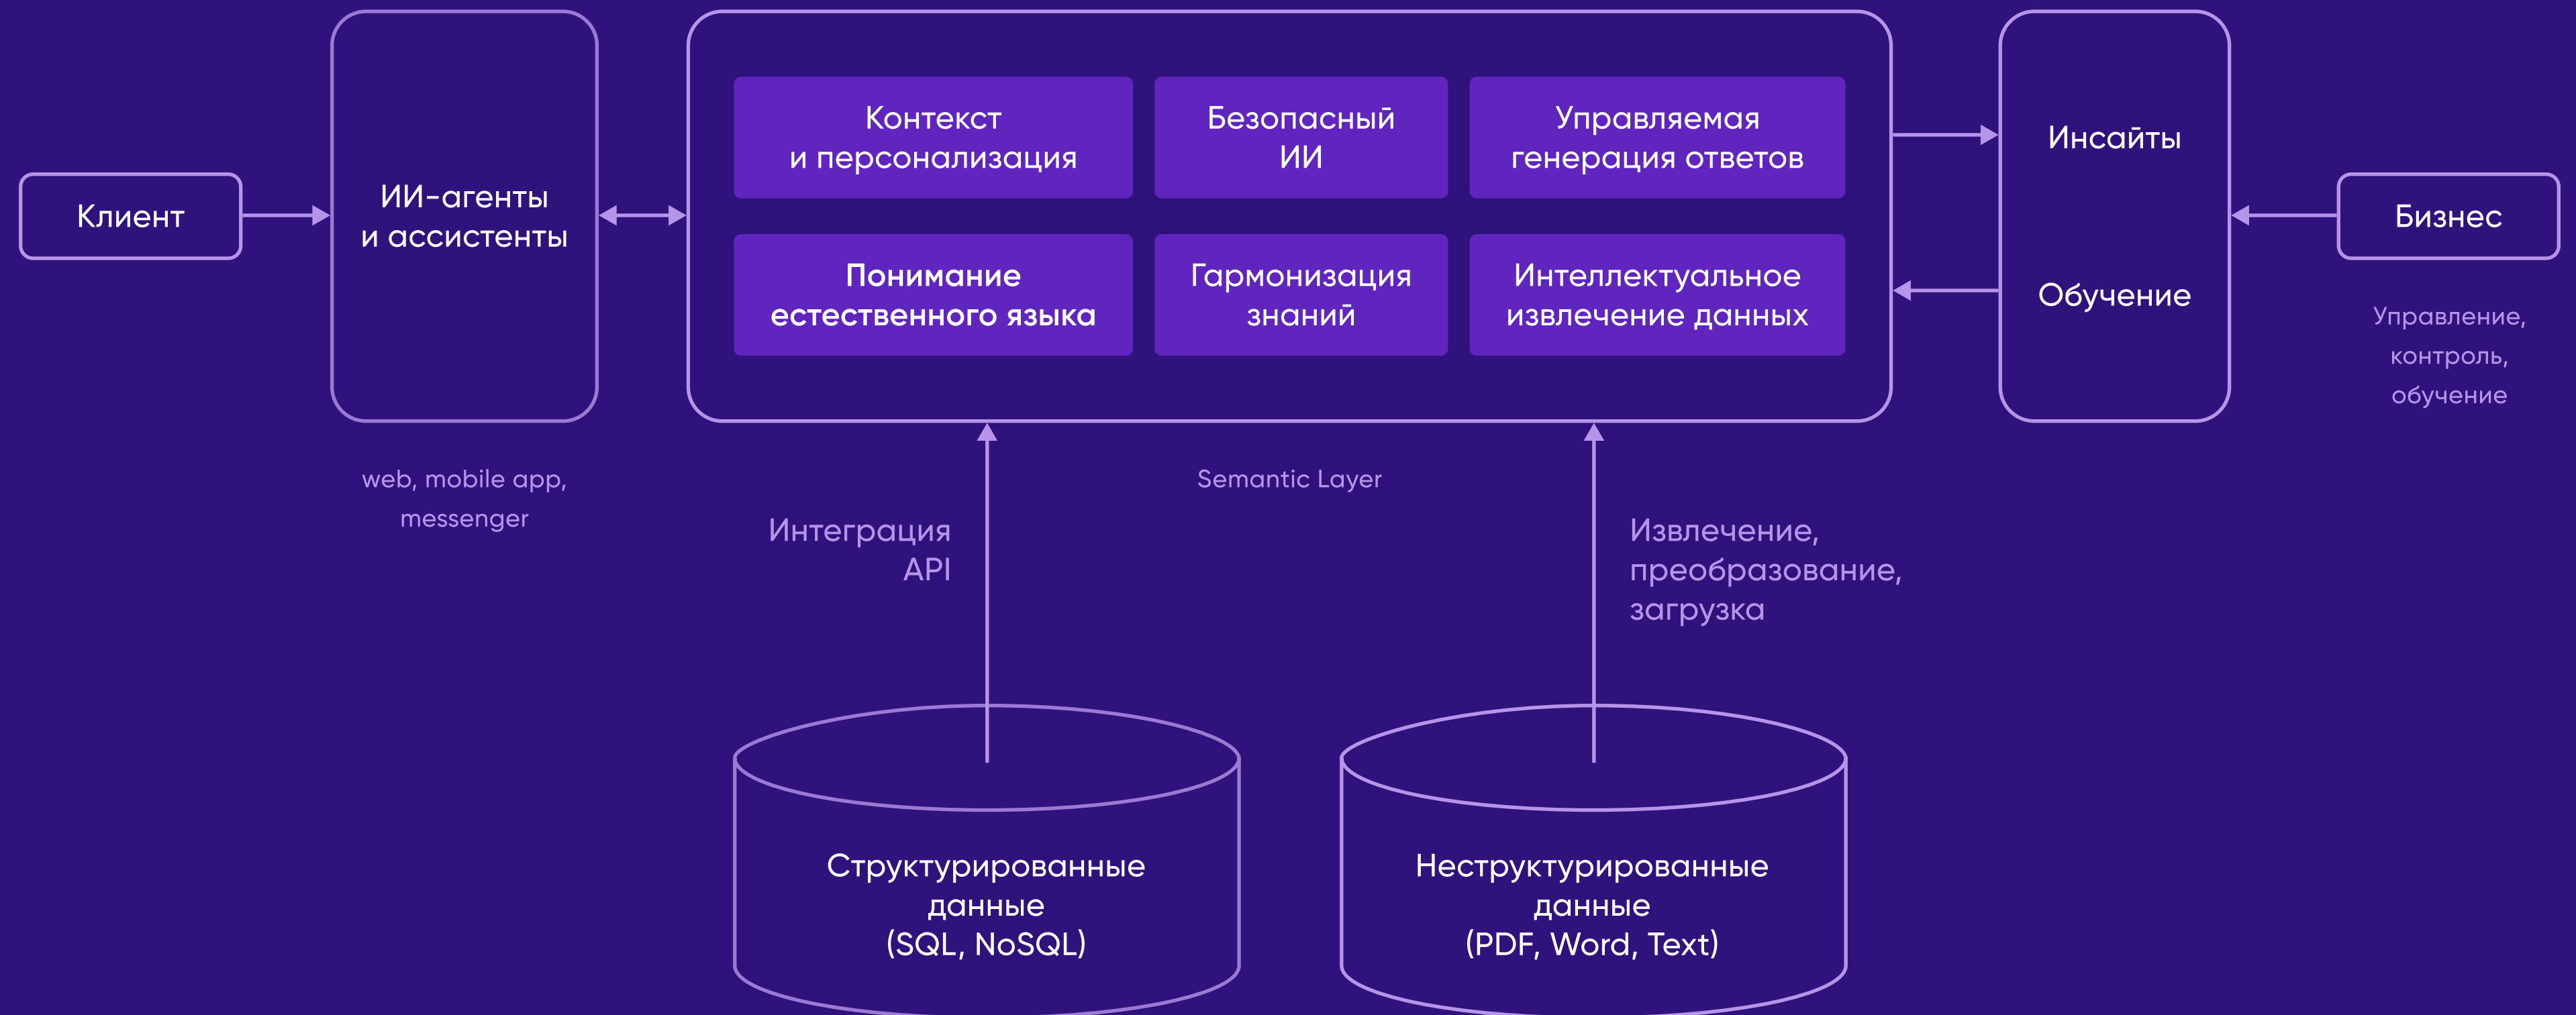 Клиент
ИИ-агенты
и ассистенты
web, mobile app,
messenger
Контекст
и персонализация
Безопасный
ИИ
Управляемая
генерация ответов
Понимание
естественного языка
Гармонизация
знаний
Интеллектуальное
извлечение данных
Semantic Layer
Инсайты
Обучение
Бизнес
Управление,
контроль,
обучение
Интеграция
API
Извлечение,
преобразование,
загрузка
Структурированные
данные
(SQL, NoSQL)
Неструктурированные
данные
(PDF, Word, Text)